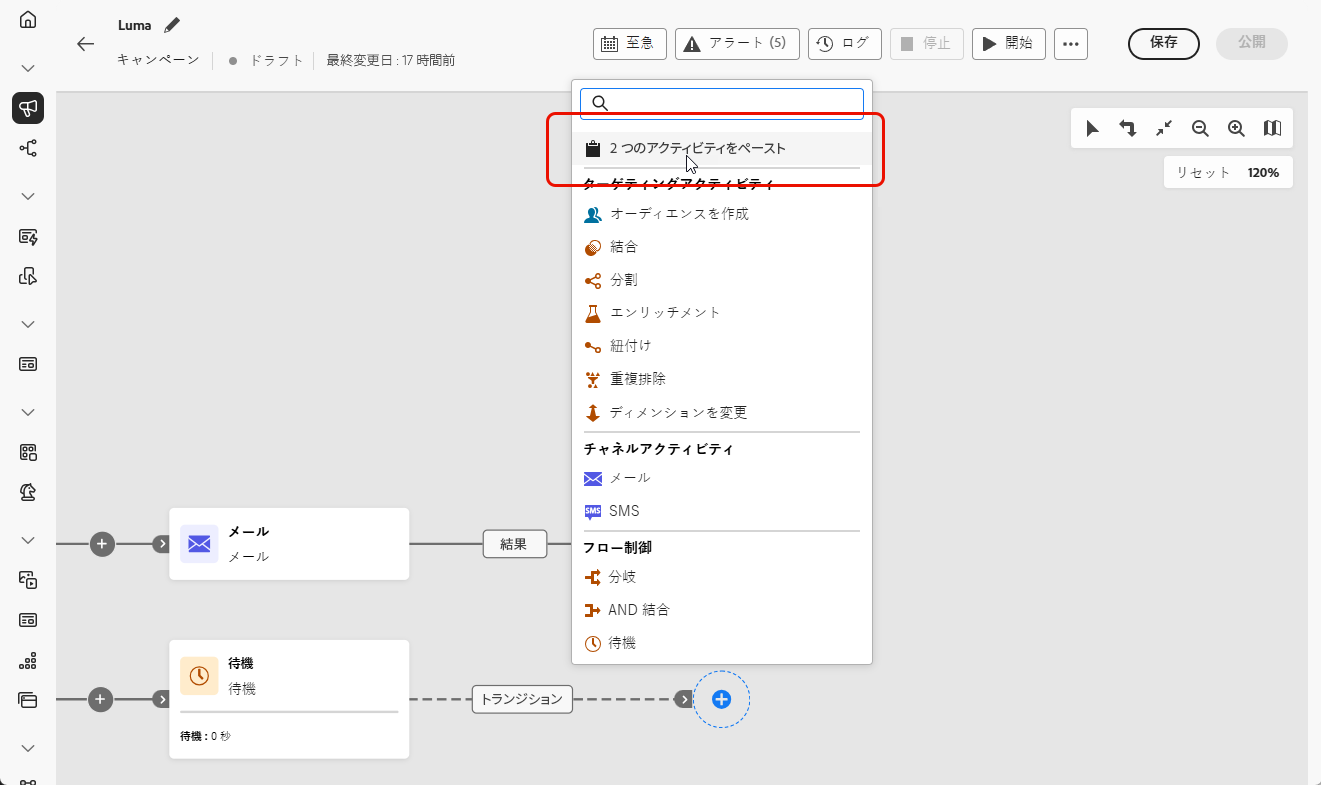 Luma
キャンペーン
ドラフト
最終変更日 : 17 時間前
至急
アラート (5)
ログ
停止
開始
保存
公開
2 つのアクティビティをペースト
ターゲティングアクティビティ
オーディエンスを作成
結合
分割
エンリッチメント
紐付け
重複排除
ディメンションを変更
チャネルアクティビティ
メール
SMS
SMS
フロー制御
分岐
AND 結合
待機
リセット
120%
メール
メール
結果
待機
待機
待機 : 0 秒
トランジション